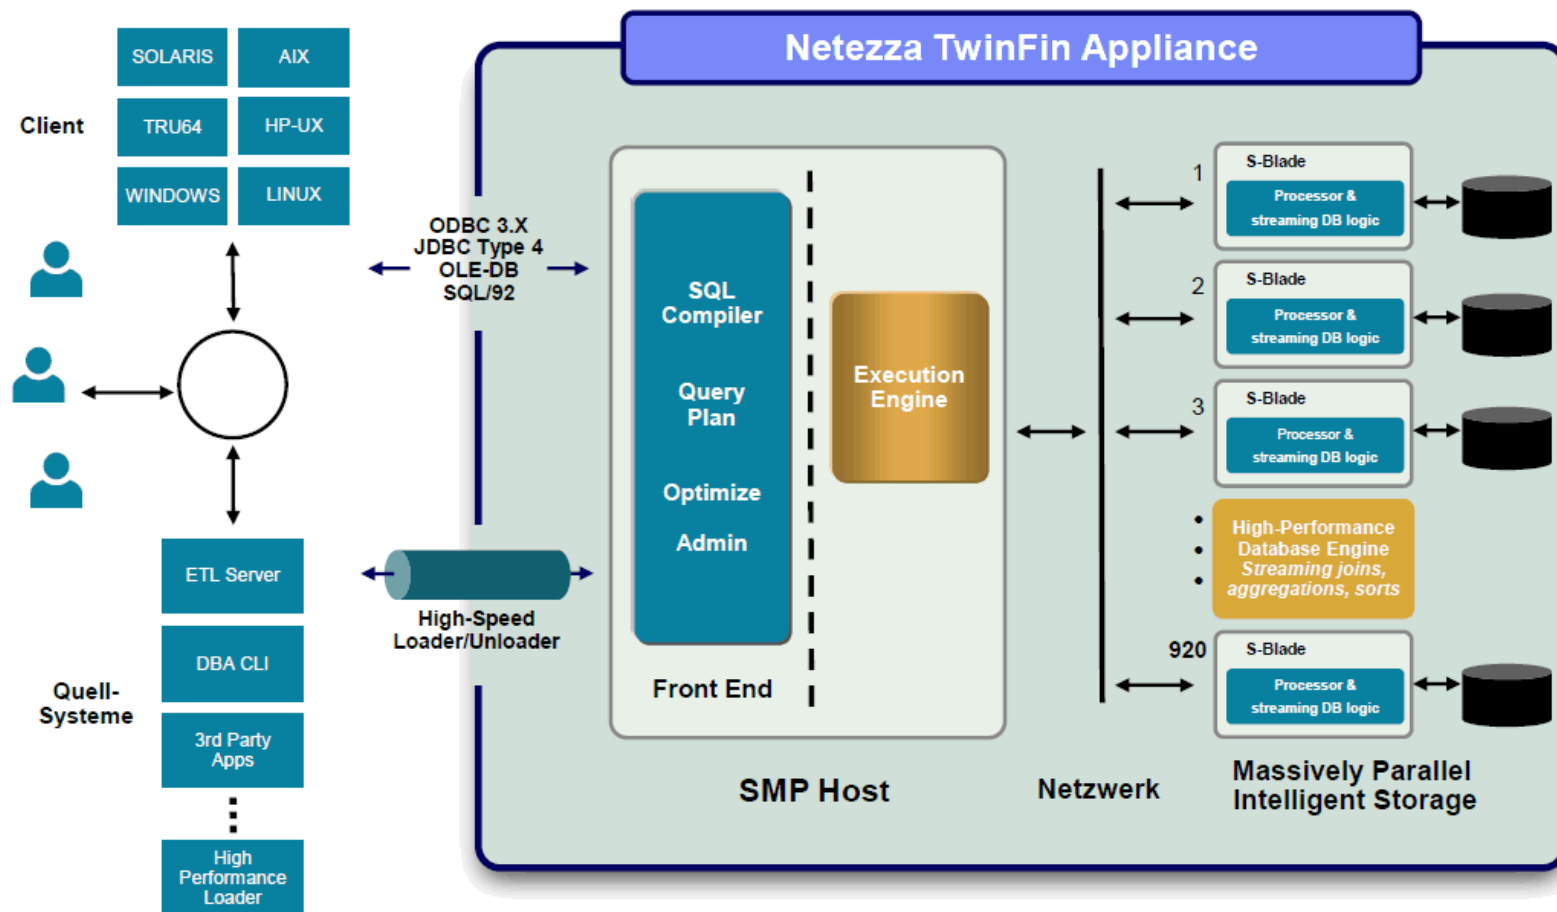 Netezza TwinFin Appliance
Client
SOLARIS
AIX
TRU64
HP-UX
WINDOWS
LINUX
ODBC 3.X
JDBC Type 4
OLE-DB
SQL/92
Quell-
Systeme
ETL Server
DBA CLI
3rd Party
Apps
High
Performance
Loader
High-Speed
Loader/Unloader
SQL
Compiler
Query
Plan
Optimize
Admin
Front End
Execution
Engine
SMP Host
Netzwerk
1
S-Blade
Processor &
streaming DB logic
2
S-Blade
Processor &
streaming DB logic
3
S-Blade
Processor &
streaming DB logic
High-Performance
Database Engine
Streaming joins,
aggregations, sorts
920
S-Blade
Processor &
streaming DB logic
Massively Parallel
Intelligent Storage